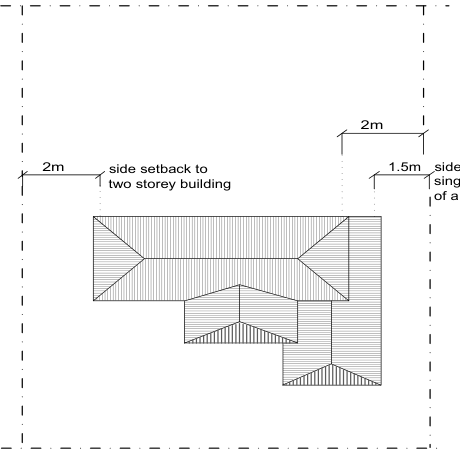 2m
2m
side setback to
two storey building
1.5m
side
sing
of a